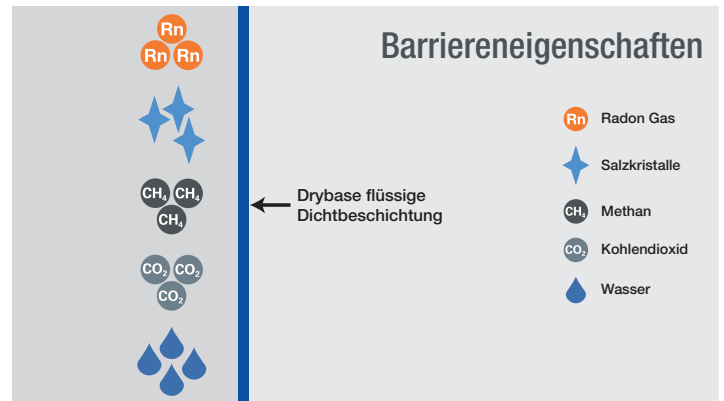 Barriereneigenschaften
Rn
Rn Rn
CH₄ CH₄
CH₄
CO₂ CO₂
CO₂
Drybase flüssige
Dichtbeschichtung
Rn Radon Gas
Salzkristalle
CH₄ Methan
CO₂ Kohlendioxid
Wasser